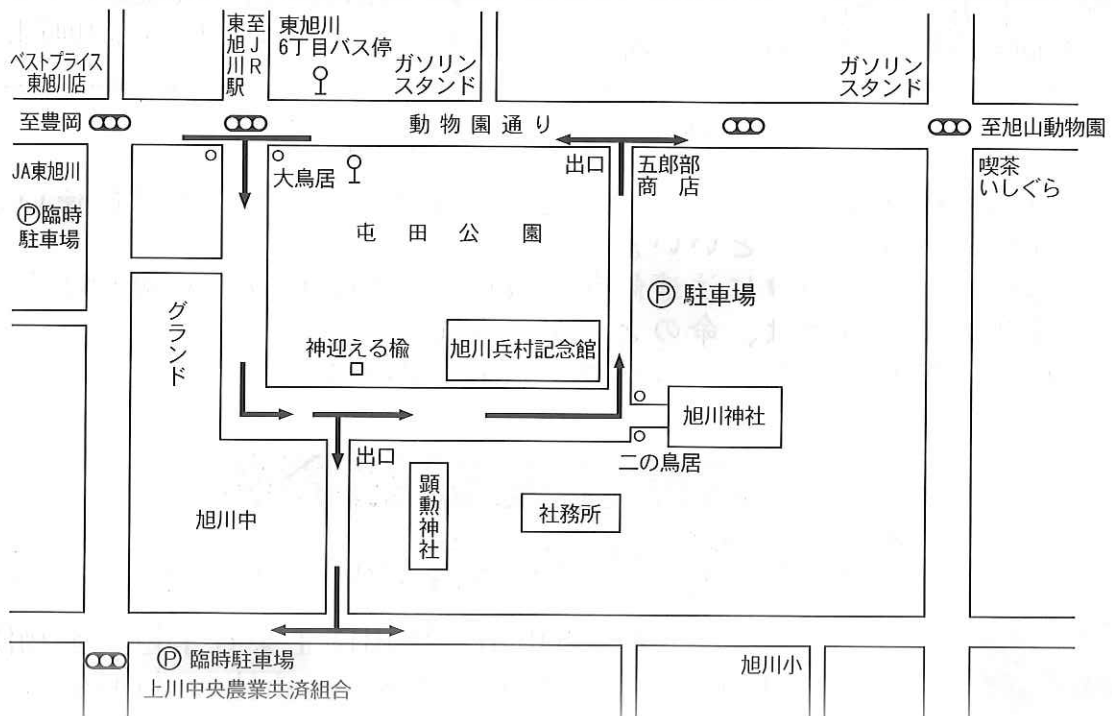 ベストプライス
東旭川店
至JR
東旭川駅
東旭川
6丁目バス停
ガソリン
スタンド
ガソリン
スタンド
至豊岡
動物園通り
至旭山動物園
JA東旭川
Ⓟ臨時
駐車場
大鳥居
出口
五郎部
商店
喫茶
いしぐら
屯田公園
Ⓟ 駐車場
グランド
神迎える楡
旭川兵村記念館
旭川神社
二の鳥居
出口
顕勲神社
社務所
旭川中
Ⓟ 臨時駐車場
上川中央農業共済組合
旭川小